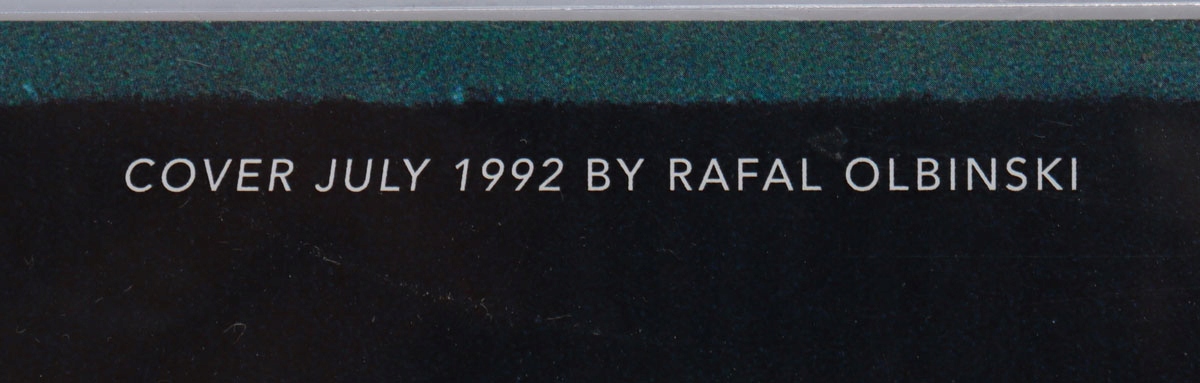 COVER JULY 1992 BY RAFAL OLBINSKI